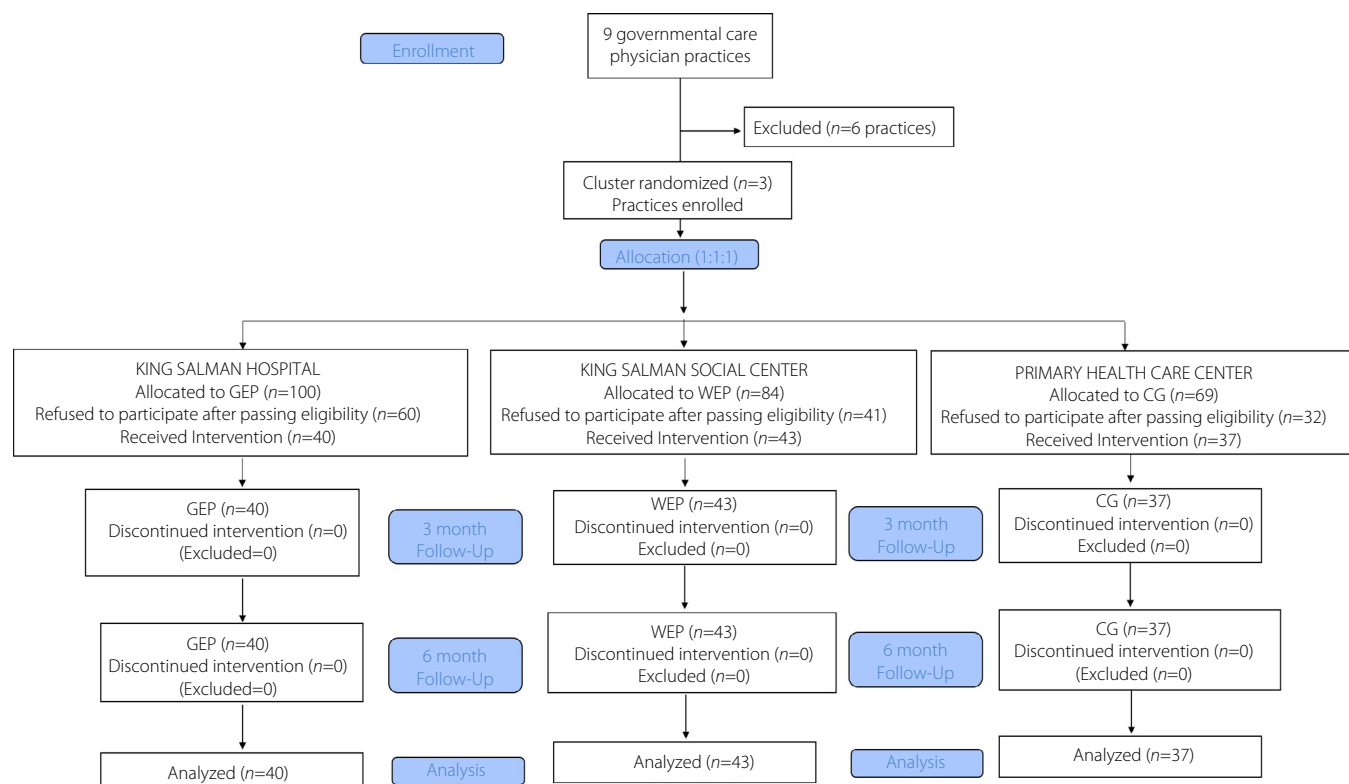 Enrollment
9 governmental care
physician practices
Excluded (n=6 practices)
Cluster randomized (n=3)
Practices enrolled
Allocation (1:1:1)
KING SALMAN HOSPITAL
Allocated to GEP (n=100)
Refused to participate after passing eligibility (n=60)
Received Intervention (n=40)
KING SALMAN SOCIAL CENTER
Allocated to WEP (n=84)
Refused to participate after passing eligibility (n=41)
Received Intervention (n=43)
PRIMARY HEALTH CARE CENTER
Allocated to CG (n=69)
Refused to participate after passing eligibility (n=32)
Received Intervention (n=37)
GEP (n=40)
Discontinued intervention (n=0)
(Excluded=0)
3 month
Follow-Up
WEP (n=43)
Discontinued intervention (n=0)
Excluded (n=0)
3 month
Follow-Up
CG (n=37)
Discontinued intervention (n=0)
Excluded (n=0)
GEP (n=40)
Discontinued intervention (n=0)
(Excluded=0)
6 month
Follow-Up
WEP (n=43)
Discontinued intervention (n=0)
Excluded (n=0)
6 month
Follow-Up
CG (n=37)
Discontinued intervention (n=0)
(Excluded (n=0)
Analyzed (n=40)
Analysis
Analyzed (n=43)
Analysis
Analyzed (n=37)